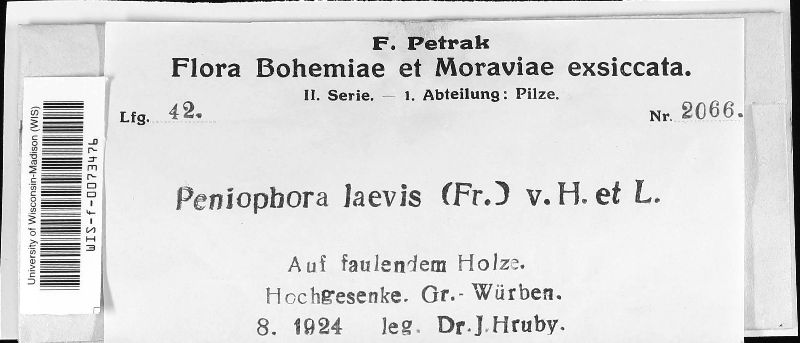 F. Petrak
Flora Bohemiae et Moraviae exsiccata.
II. Serie. — 1. Abteilung: Pilze.
Lfg. 42.
Nr. 2066.
Peniophora laevis (Fr.) v. H. et L.
Auf faulendem Holze.
Hochgesenke. Gr.- Würben.
8. 1924 leg. Dr. J. Hruby.
University of Wisconsin-Madison (WIS)
WIS-f-0073476